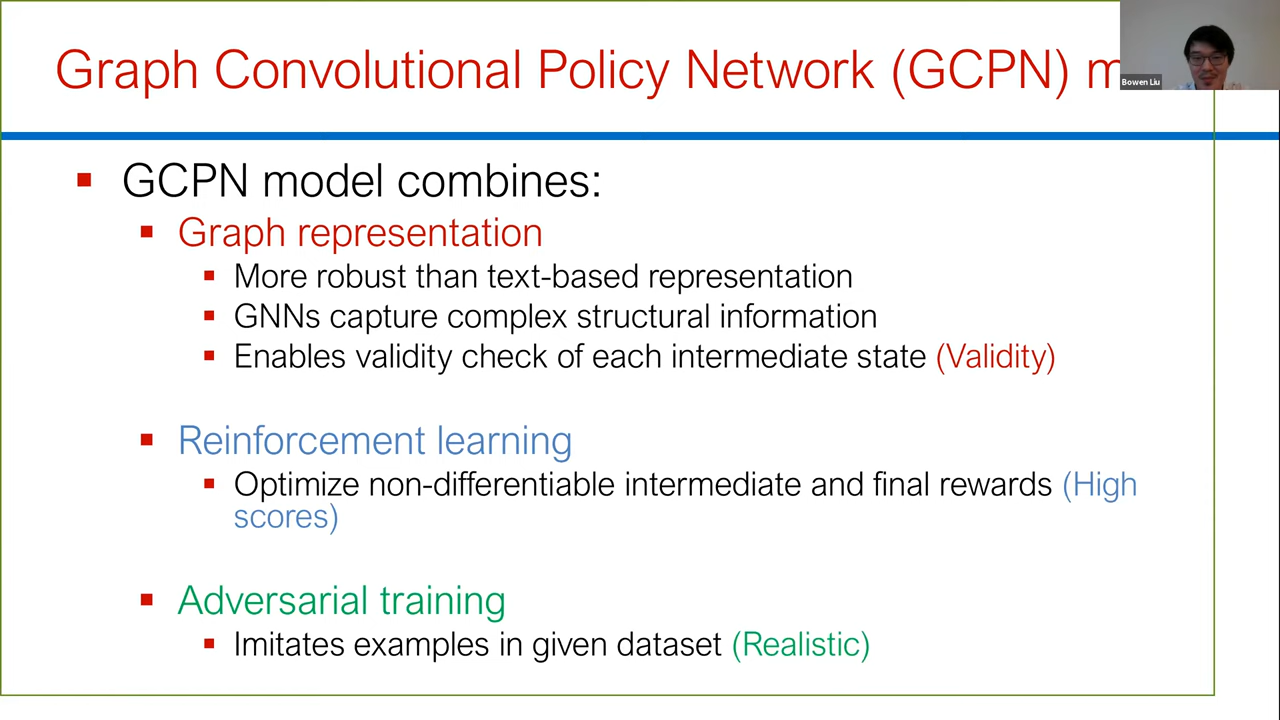 Graph Convolutional Policy Network (GCPN) m
Bowen Liu
GCPN model combines:
Graph representation
More robust than text-based representation
GNNs capture complex structural information
Enables validity check of each intermediate state (Validity)
Reinforcement learning
Optimize non-differentiable intermediate and final rewards (High
scores)
Adversarial training
Imitates examples in given dataset (Realistic)